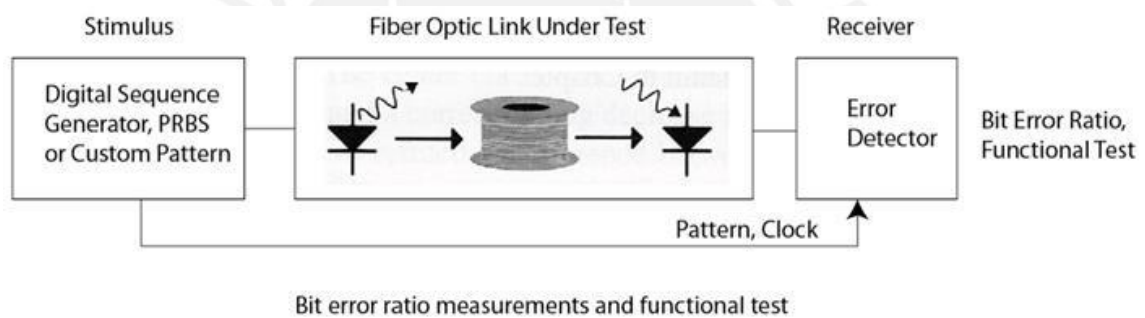 Stimulus
Fiber Optic Link Under Test
Receiver
Digital Sequence
Generator, PRBS
or Custom Pattern
Error
Detector
Bit Error Ratio,
Functional Test
Pattern, Clock
Bit error ratio measurements and functional test